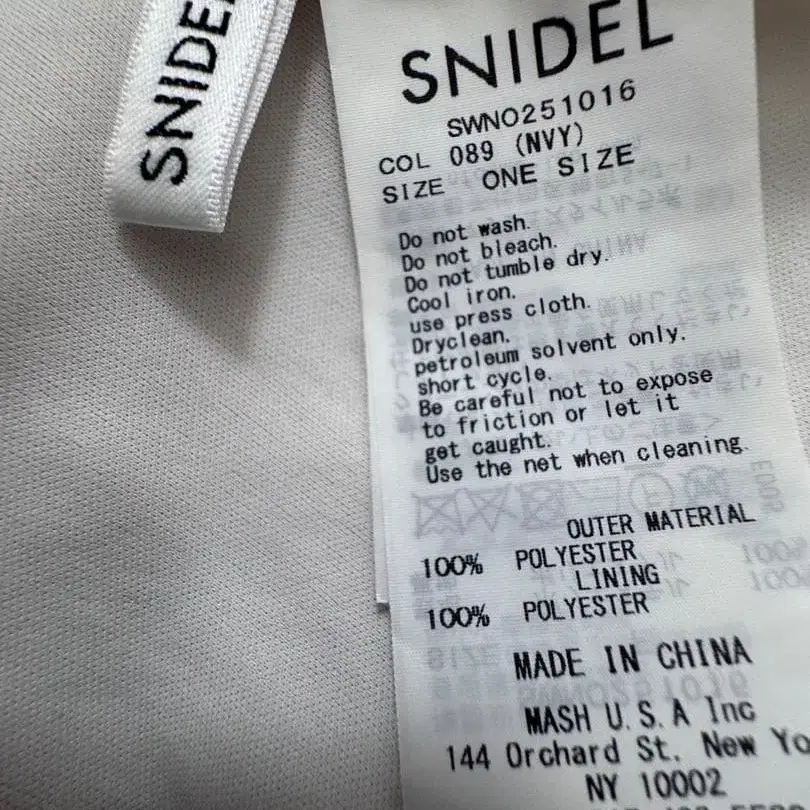 SNIDEL
SNIDEL
SWNO251016
COL 089 (NVY)
SIZE ONE SIZE
Do not wash.
Do not bleach.
Do not tumble dry.
Cool iron.
use press cloth.
Dryclean.
petroleum solvent only.
short cycle.
Be careful not to expose
to friction or let it
get caught.
Use the net when cleaning.
OUTER MATERIAL
100% POLYESTER
LINING
100% POLYESTER
MADE IN CHINA
MASH U.S.A Inc
144 Orchard St, New Yo
NY 10002